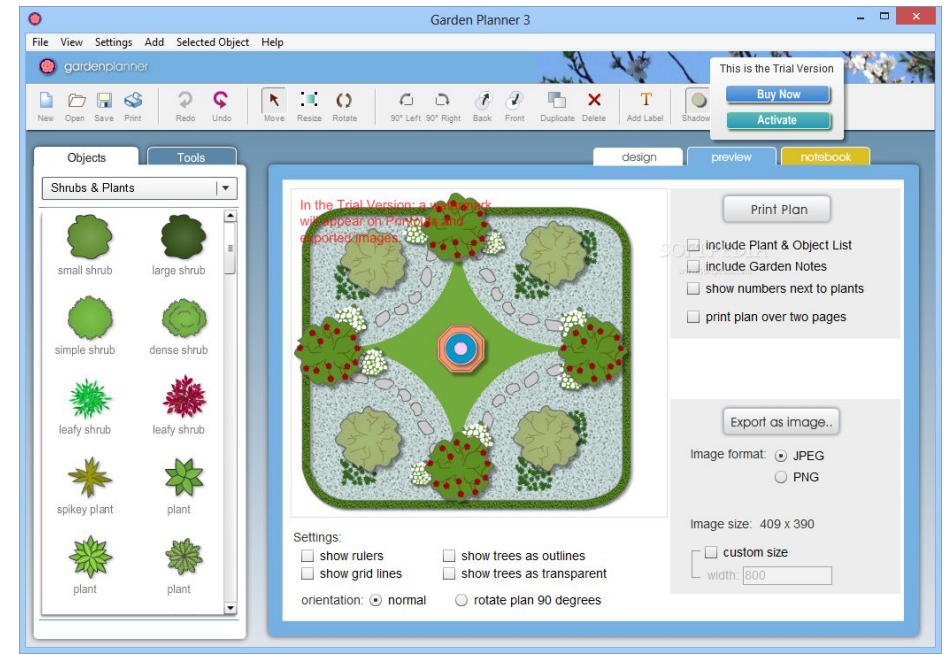 Garden Planner 3
File View Settings Add Selected Object Help
gardenplanner
This is the Trial Version
Buy Now
Activate
New Open Save Print Redo Undo Move Resize Rotate 90° Left 90° Right Back Front Duplicate Delete Add Label Shadow
Objects Tools
design preview notebook
Shrubs & Plants
small shrub large shrub
simple shrub dense shrub
leafy shrub leafy shrub
spikey plant plant
plant plant
In the Trial Version: a watermark
will appear on Printouts and
exported images.
Settings:
show rulers show trees as outlines
show grid lines show trees as transparent
orientation: normal rotate plan 90 degrees
Print Plan
include Plant & Object List
SOFTPEDIA
include Garden Notes
show numbers next to plants
print plan over two pages
Export as image..
Image format: JPEG
PNG
Image size: 409 x 390
custom size
width: 800